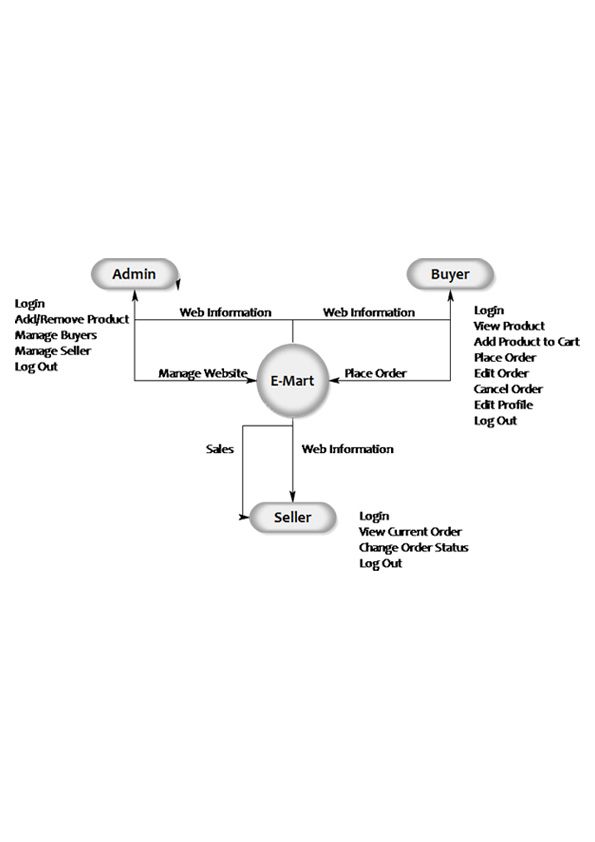 Admin
Buyer
Login
Add/Remove Product
Manage Buyers
Manage Seller
Log Out
Web Information
Web Information
Login
View Product
Add Product to Cart
Place Order
Edit Order
Cancel Order
Edit Profile
Log Out
Manage Website
E-Mart
Place Order
Sales
Web Information
Seller
Login
View Current Order
Change Order Status
Log Out